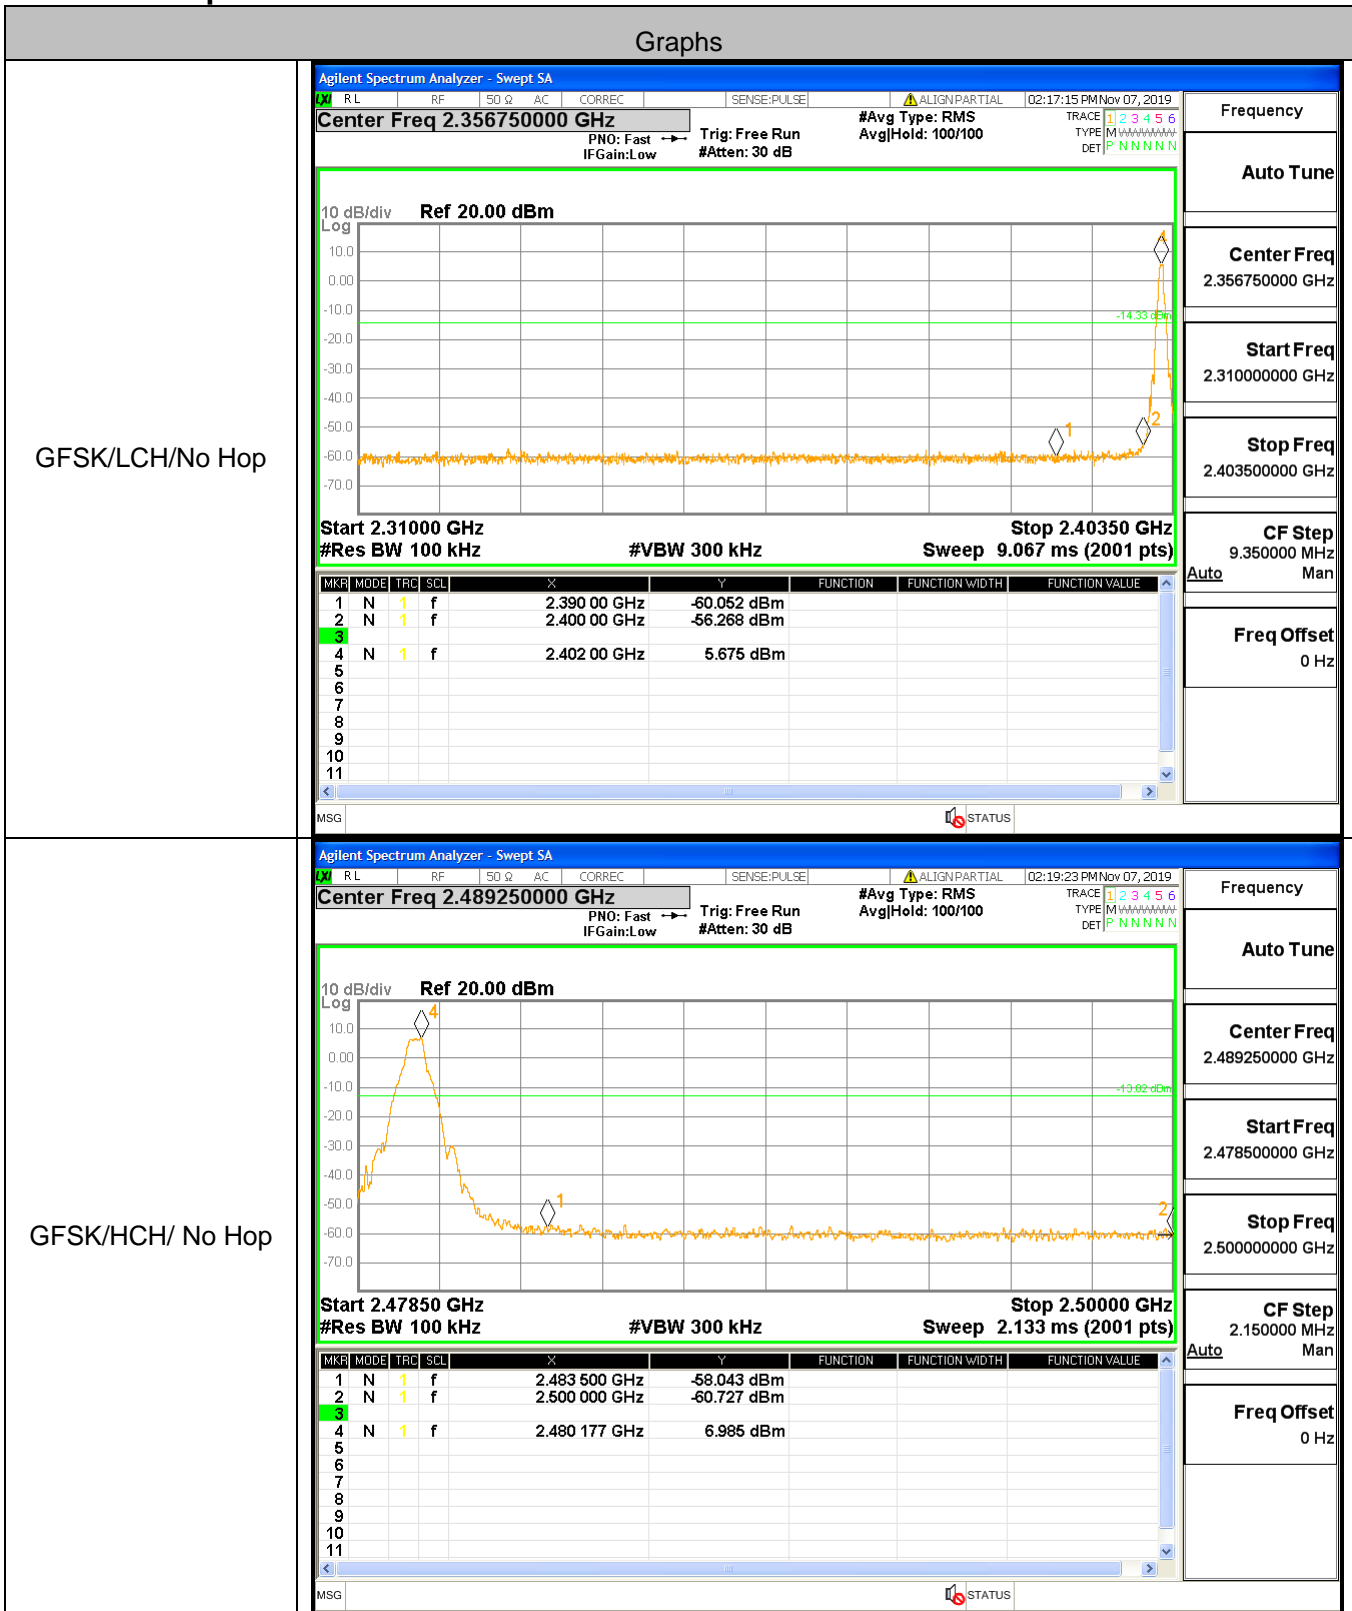 Graphs
GFSK/LCH/No Hop
Agilent Spectrum Analyzer - Swept SA
LXI RL RF 50 Ω AC CORREC SENSE:PULSE ALIGN PARTIAL 02:17:15 PM Nov 07, 2019
Center Freq 2.356750000 GHz
PNO: Fast
IFGain:Low
Trig: Free Run
#Atten: 30 dB
#Avg Type: RMS
Avg|Hold: 100/100
TRACE 1 2 3 4 5 6
TYPE M WWWWW
DET P N N N N N
10 dB/div Ref 20.00 dBm
Log
10.0
0.00
-10.0
-20.0
-30.0
-40.0
-50.0
-60.0
-70.0
-14.33 dBm
1
2
4
Start 2.31000 GHz Stop 2.40350 GHz
#Res BW 100 kHz #VBW 300 kHz Sweep 9.067 ms (2001 pts)
MKR MODE TRC SCL X Y FUNCTION FUNCTION WIDTH FUNCTION VALUE
1 N 1 f 2.390 00 GHz -60.052 dBm
2 N 1 f 2.400 00 GHz -56.268 dBm
3
4 N 1 f 2.402 00 GHz 5.675 dBm
5
6
7
8
9
10
11
MSG STATUS
Frequency
Auto Tune
Center Freq
2.356750000 GHz
Start Freq
2.310000000 GHz
Stop Freq
2.403500000 GHz
CF Step
9.350000 MHz
Auto Man
Freq Offset
0 Hz
GFSK/HCH/ No Hop
Agilent Spectrum Analyzer - Swept SA
LXI RL RF 50 Ω AC CORREC SENSE:PULSE ALIGN PARTIAL 02:19:23 PM Nov 07, 2019
Center Freq 2.489250000 GHz
PNO: Fast
IFGain:Low
Trig: Free Run
#Atten: 30 dB
#Avg Type: RMS
Avg|Hold: 100/100
TRACE 1 2 3 4 5 6
TYPE M WWWWW
DET P N N N N N
10 dB/div Ref 20.00 dBm
Log
10.0
0.00
-10.0
-20.0
-30.0
-40.0
-50.0
-60.0
-70.0
-13.02 dBm
4
1
2
Start 2.47850 GHz Stop 2.50000 GHz
#Res BW 100 kHz #VBW 300 kHz Sweep 2.133 ms (2001 pts)
MKR MODE TRC SCL X Y FUNCTION FUNCTION WIDTH FUNCTION VALUE
1 N 1 f 2.483 500 GHz -58.043 dBm
2 N 1 f 2.500 000 GHz -60.727 dBm
3
4 N 1 f 2.480 177 GHz 6.985 dBm
5
6
7
8
9
10
11
MSG STATUS
Frequency
Auto Tune
Center Freq
2.489250000 GHz
Start Freq
2.478500000 GHz
Stop Freq
2.500000000 GHz
CF Step
2.150000 MHz
Auto Man
Freq Offset
0 Hz